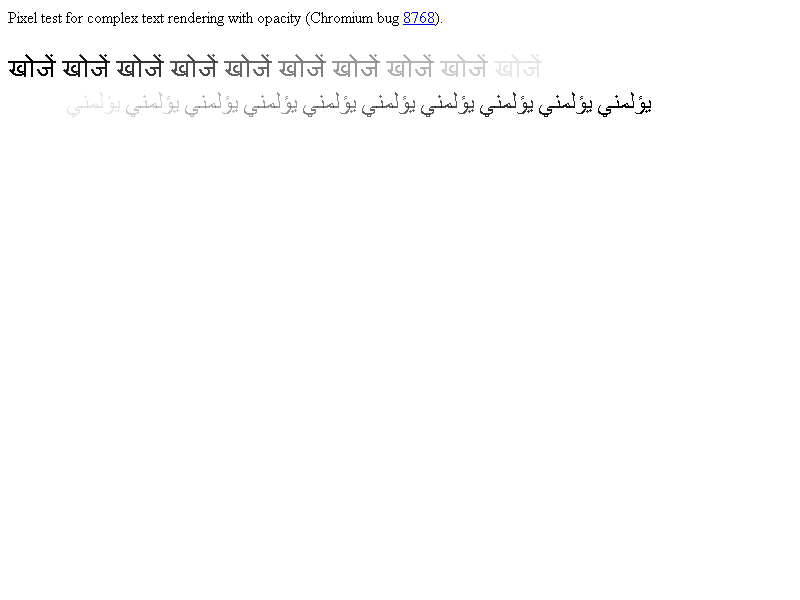 Pixel test for complex text rendering with opacity (Chromium bug 8768).
खोजें खोजें खोजें खोजें खोजें खोजें खोजें खोजें खोजें खोजें
يؤلمني يؤلمني يؤلمني يؤلمني يؤلمني يؤلمني يؤلمني يؤلمني يؤلمني يؤلمني